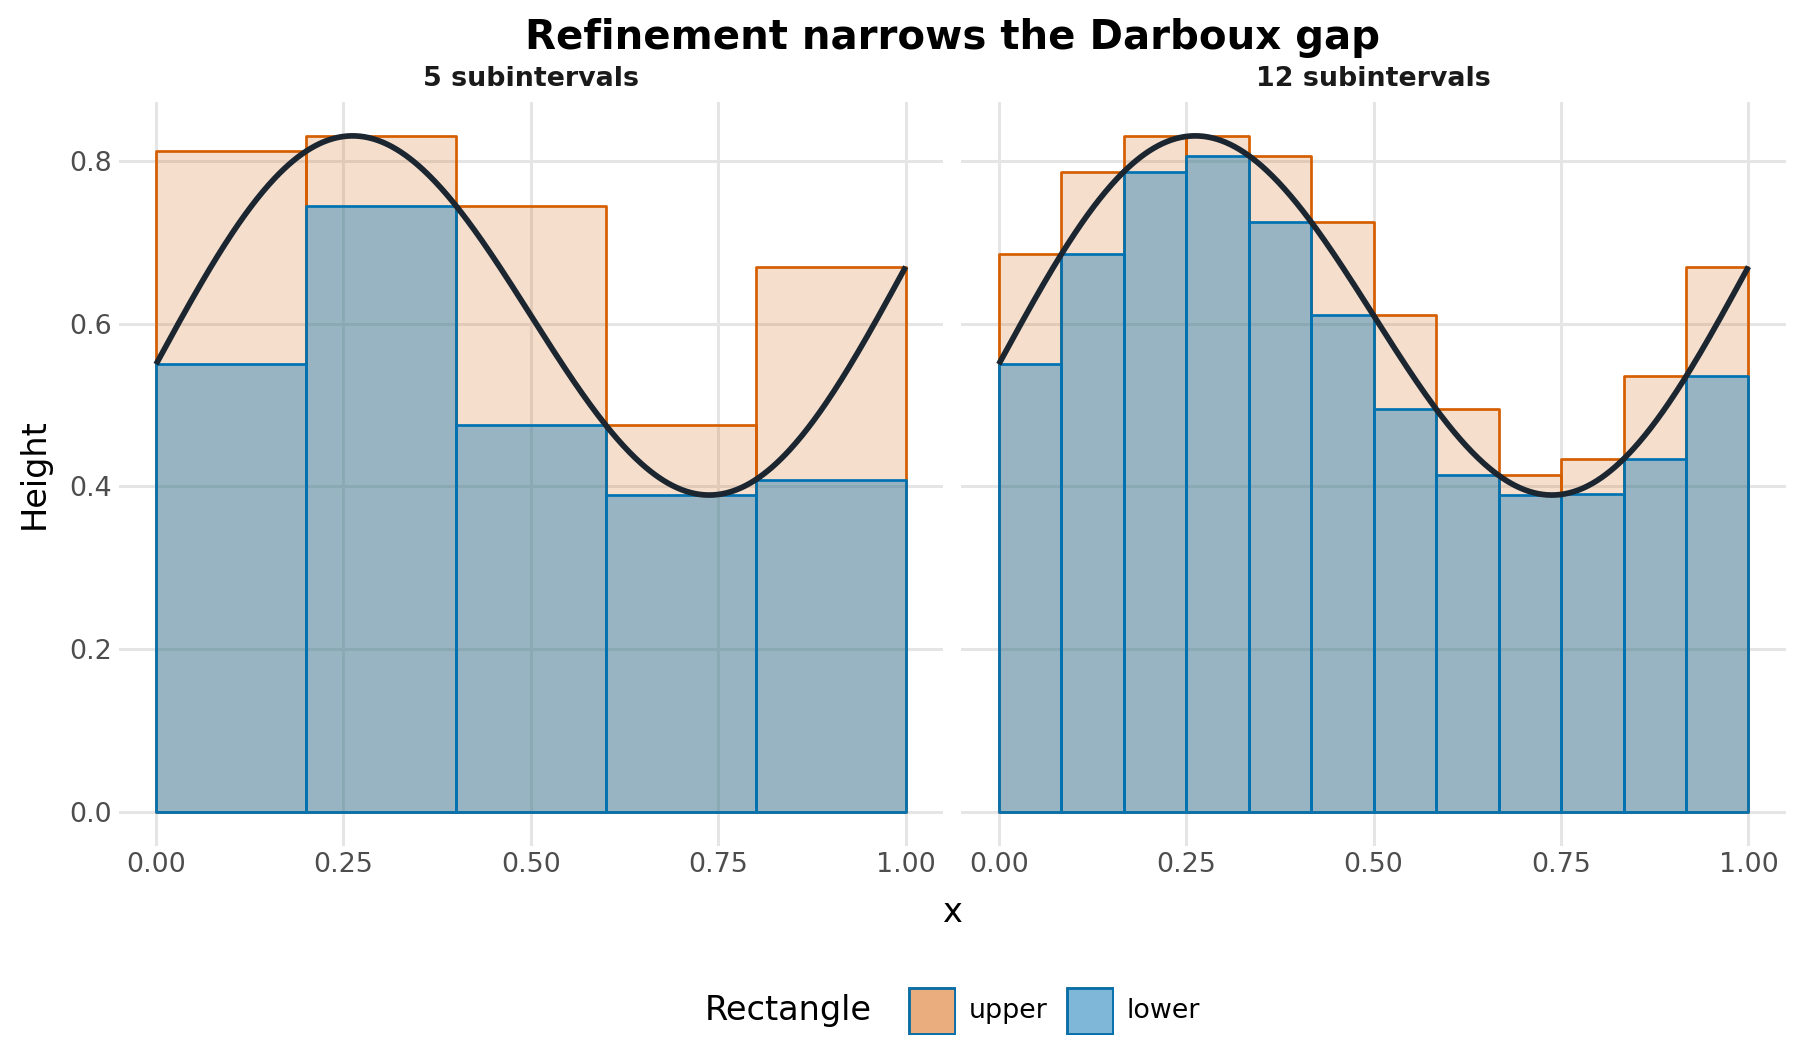 Refinement narrows the Darboux gap
5 subintervals
12 subintervals
Height
0.8
0.6
0.4
0.2
0.0
0.00 0.25 0.50 0.75 1.00
0.00 0.25 0.50 0.75 1.00
x
Rectangle upper lower